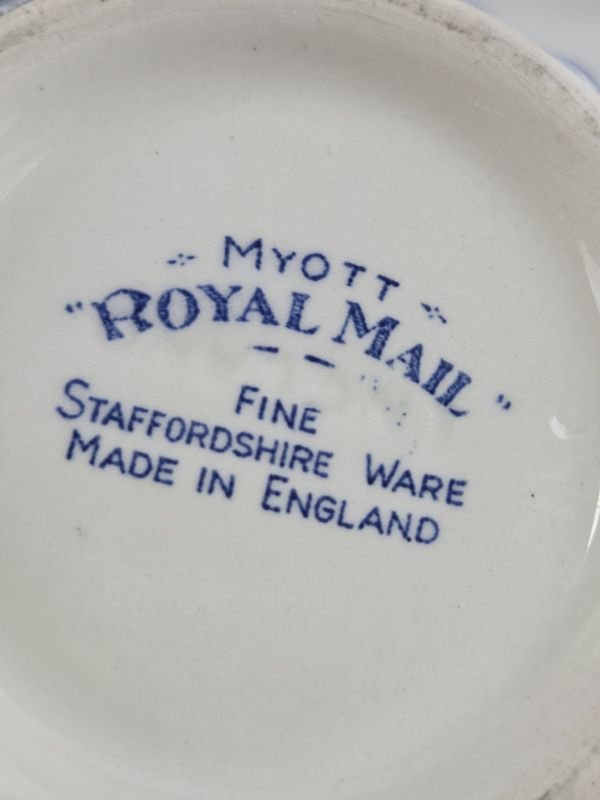 MYOTT
"ROYAL MAIL"
FINE
STAFFORDSHIRE WARE
MADE IN ENGLAND